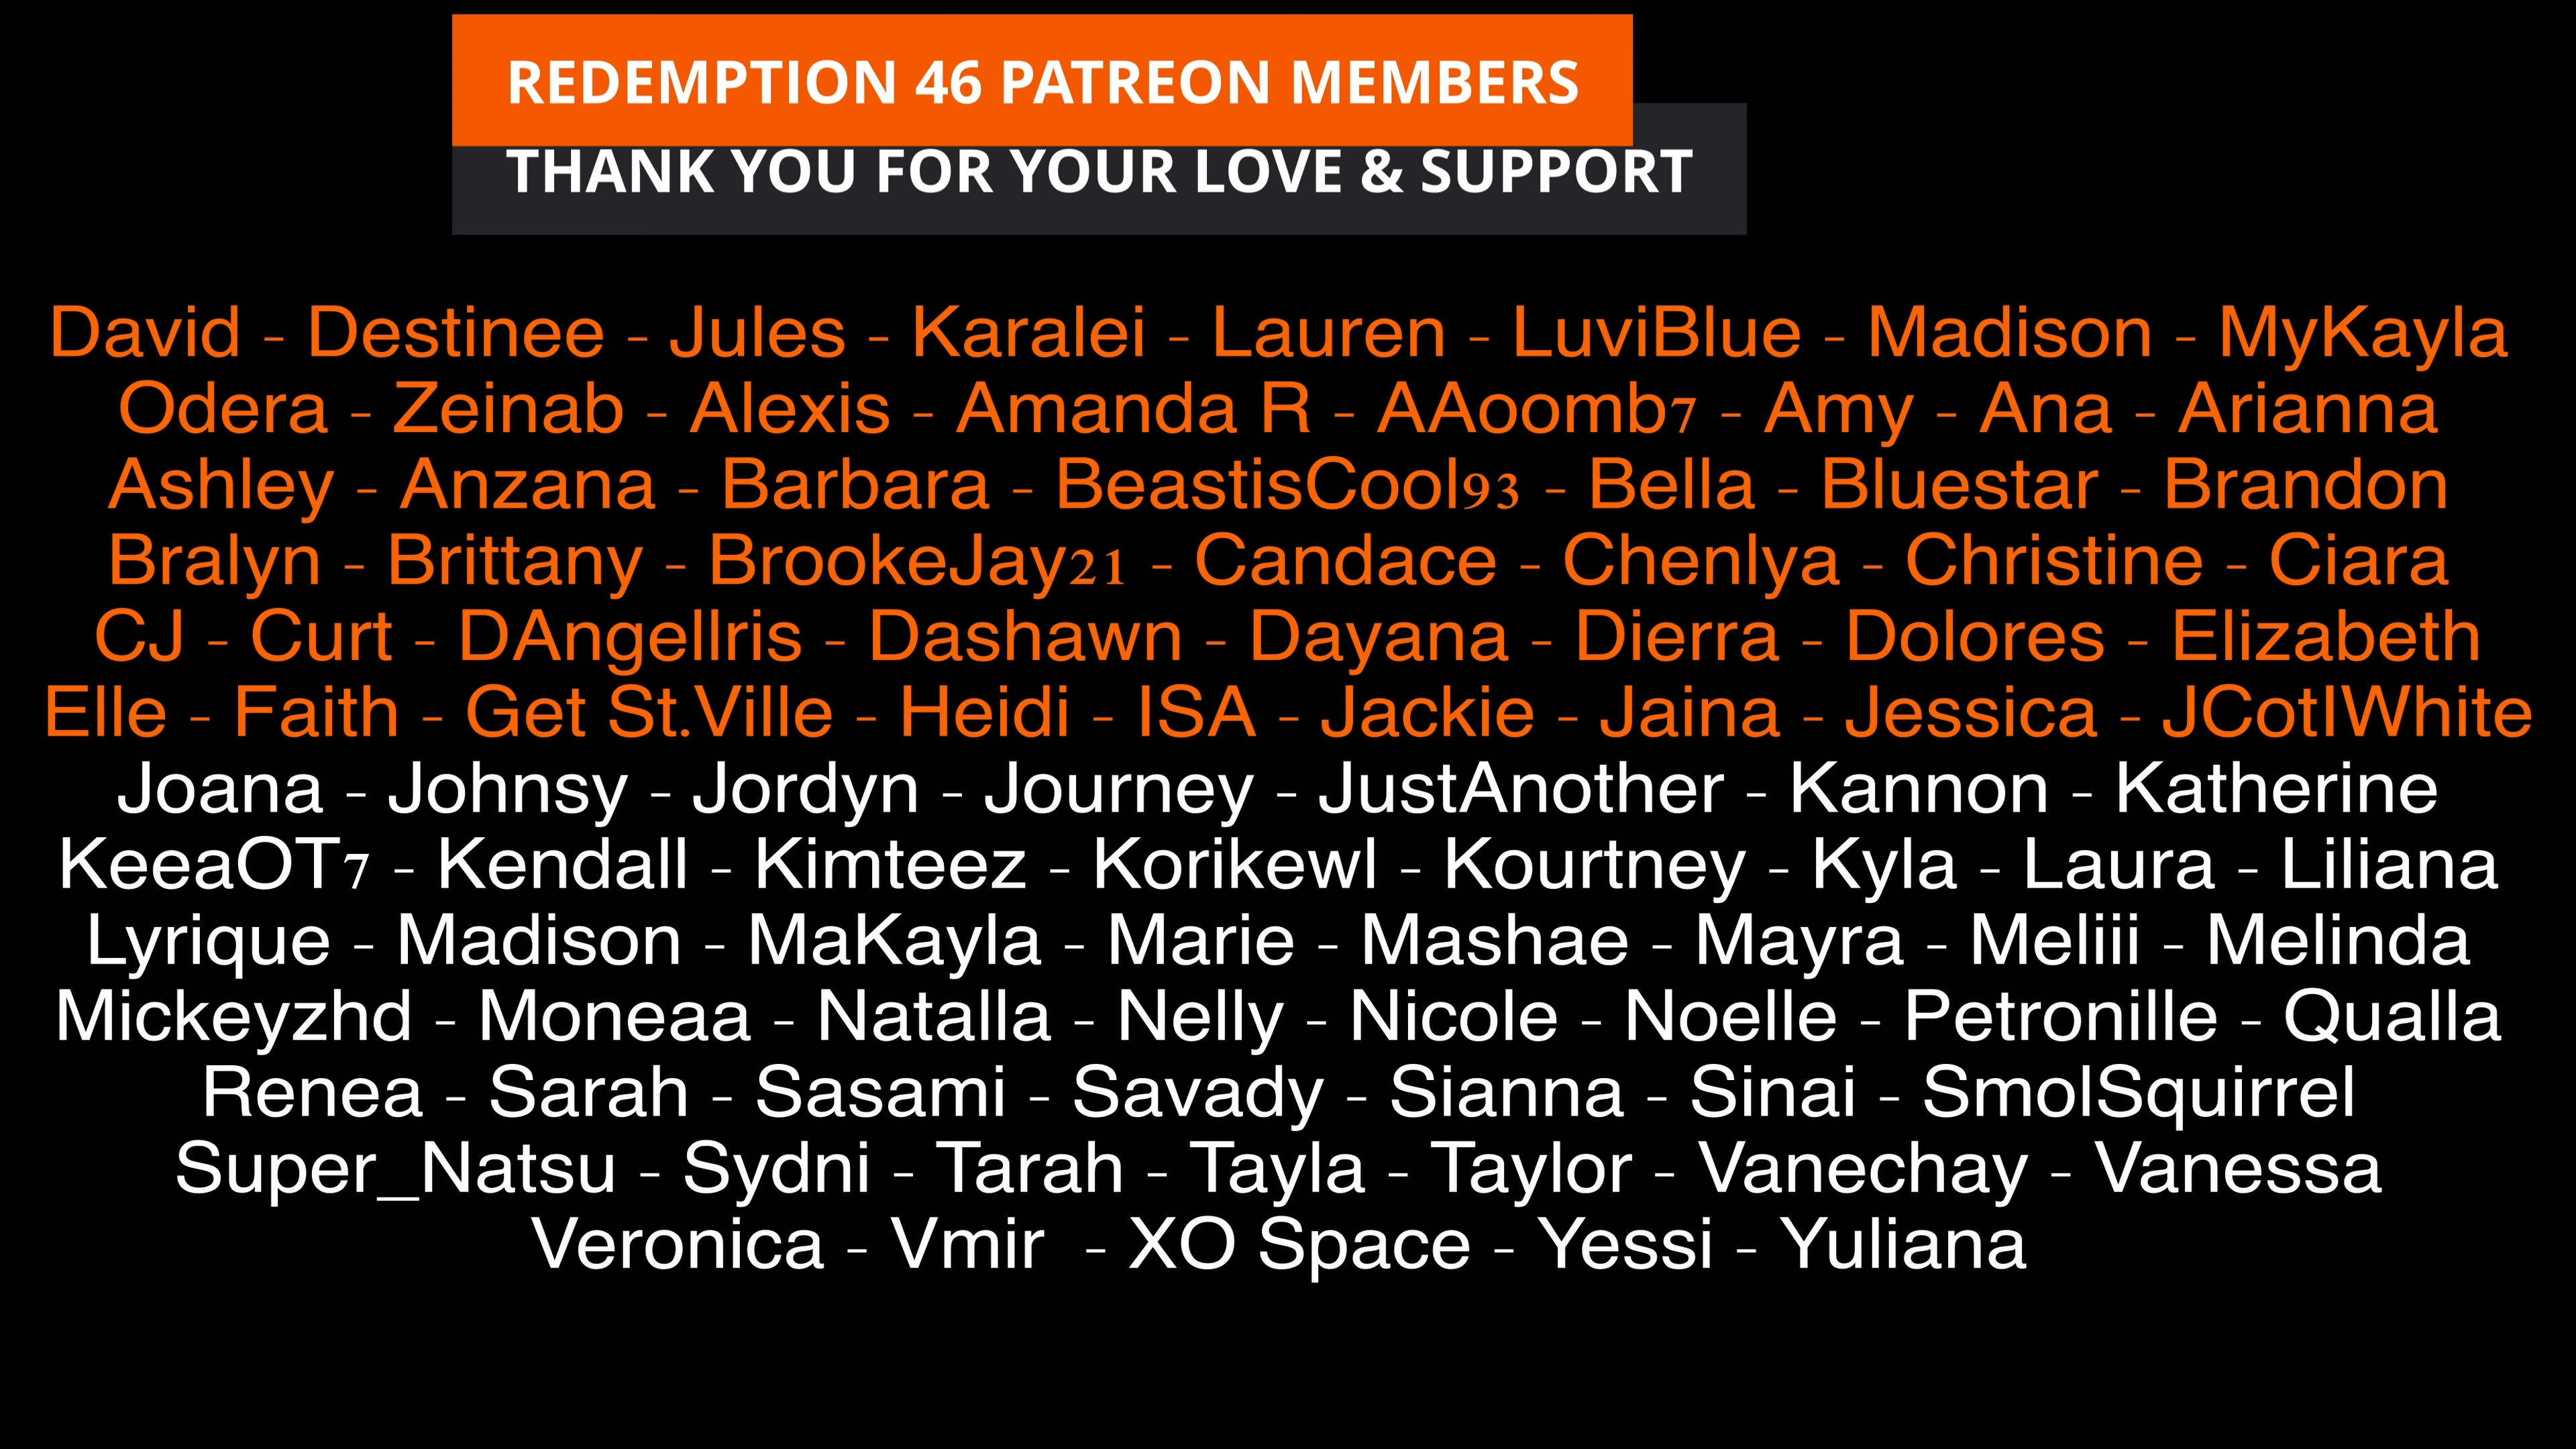 REDEMPTION 46 PATREON MEMBERS
THANK YOU FOR YOUR LOVE & SUPPORT
David - Destinee - Jules - Karalei - Lauren - LuviBlue - Madison - MyKayla
Odera - Zeinab - Alexis - Amanda R - AAoomb7 - Amy - Ana - Arianna
Ashley - Anzana - Barbara - BeastisCool93 - Bella - Bluestar - Brandon
Bralyn - Brittany - BrookeJay21 - Candace - Chenlya - Christine - Ciara
CJ - Curt - DAngelIris - Dashawn - Dayana - Dierra - Dolores - Elizabeth
Elle - Faith - Get St.Ville - Heidi - ISA - Jackie - Jaina - Jessica - JCotlWhite
Joana - Johnsy - Jordyn - Journey - JustAnother - Kannon - Katherine
KeeaOT7 - Kendall - Kimteez - Korikewl - Kourtney - Kyla - Laura - Liliana
Lyrique - Madison - MaKayla - Marie - Mashae - Mayra - Meliii - Melinda
Mickeyzhd - Moneaa - Natalla - Nelly - Nicole - Noelle - Petronille - Qualla
Renea - Sarah - Sasami - Savady - Sianna - Sinai - SmolSquirrel
Super_Natsu - Sydni - Tarah - Tayla - Taylor - Vanechay - Vanessa
Veronica - Vmir - XO Space - Yessi - Yuliana